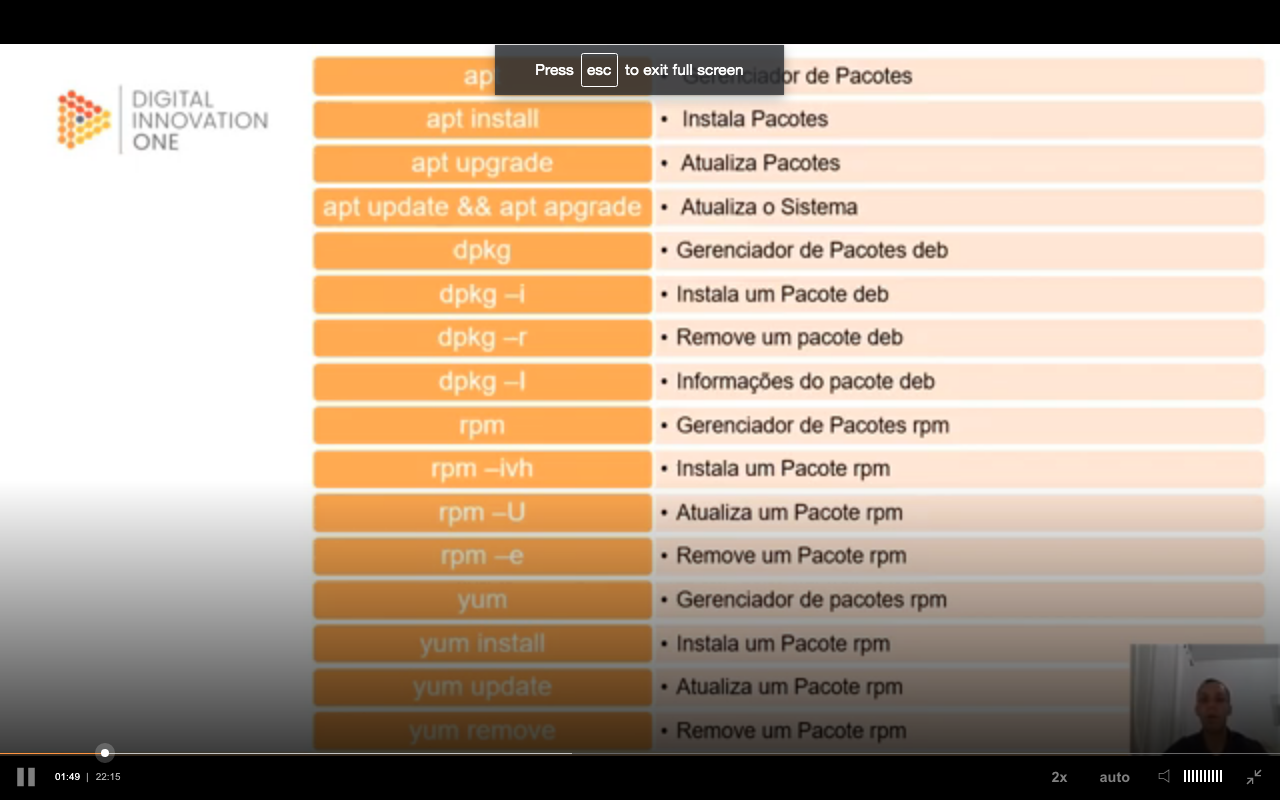 Press esc to exit full screen
DIGITAL
INNOVATION
ONE
ap Gerenciador de Pacotes
apt install • Instala Pacotes
apt upgrade • Atualiza Pacotes
apt update && apt apgrade • Atualiza o Sistema
dpkg • Gerenciador de Pacotes deb
dpkg –i • Instala um Pacote deb
dpkg –r • Remove um pacote deb
dpkg –I • Informações do pacote deb
rpm • Gerenciador de Pacotes rpm
rpm –ivh • Instala um Pacote rpm
rpm –U • Atualiza um Pacote rpm
rpm –e • Remove um Pacote rpm
yum • Gerenciador de pacotes rpm
yum install • Instala um Pacote rpm
yum update • Atualiza um Pacote rpm
yum remove • Remove um Pacote rpm
01:49 | 22:15 2x auto